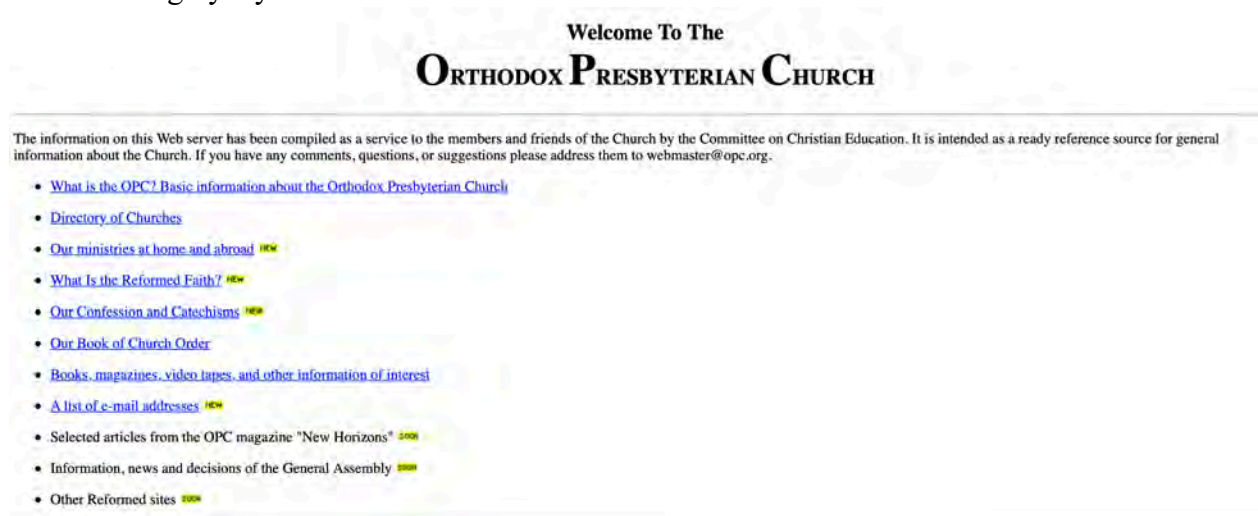 Welcome To The
ORTHODOX PRESBYTERIAN CHURCH
The information on this Web server has been compiled as a service to the members and friends of the Church by the Committee on Christian Education. It is intended as a ready reference source for general
information about the Church. If you have any comments, questions, or suggestions please address them to webmaster@opc.org.
• What is the OPC? Basic information about the Orthodox Presbyterian Church
• Directory of Churches
• Our ministries at home and abroad NEW
• What Is the Reformed Faith? NEW
• Our Confession and Catechisms NEW
• Our Book of Church Order
• Books, magazines, video tapes, and other information of interest
• A list of e-mail addresses NEW
• Selected articles from the OPC magazine "New Horizons" SOON
• Information, news and decisions of the General Assembly SOON
• Other Reformed sites SOON